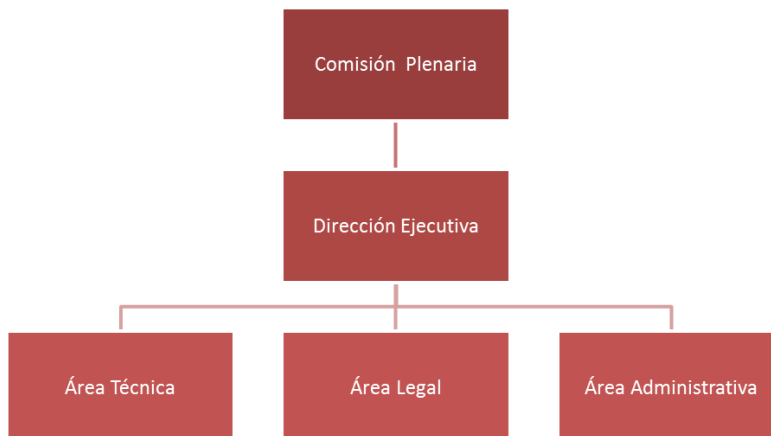 Comisión Plenaria
Dirección Ejecutiva
Área Técnica
Área Legal
Área Administrativa